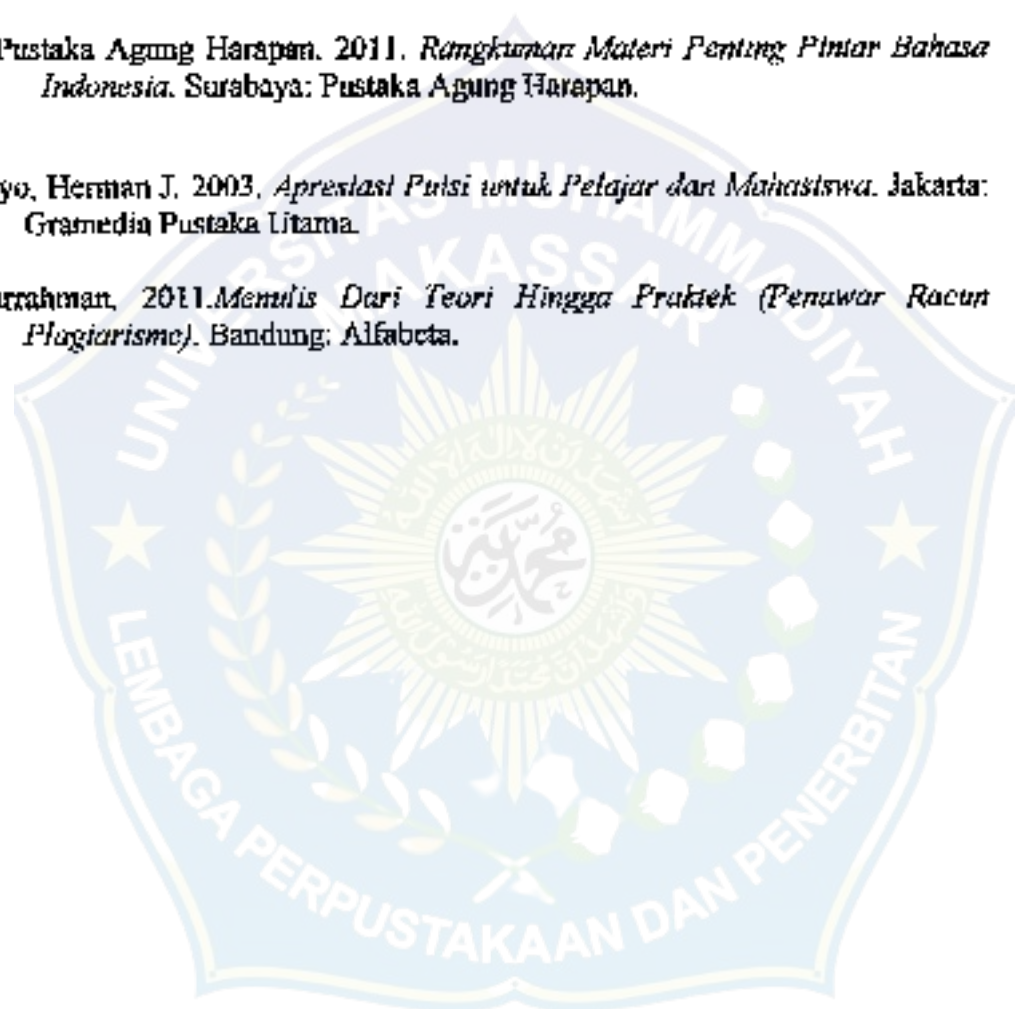 Pustaka Agung Harapan. 2011. Rangkuman Materi Penting Pintar Bahasa
Indonesia. Surabaya: Pustaka Agung Harapan.
yo, Herman J. 2003. Apresiasi Puisi untuk Pelajar dan Mahasiswa. Jakarta:
Gramedia Pustaka Utama.
urrahman, 2011.Menulis Dari Teori Hingga Praktek (Penawar Racun
Plagiarisme). Bandung: Alfabeta.
UNIVERSITAS MUHAMMADIYAH
MAKASSAR
محمدية
LEMBAGA PERPUSTAKAAN DAN PENERBITAN